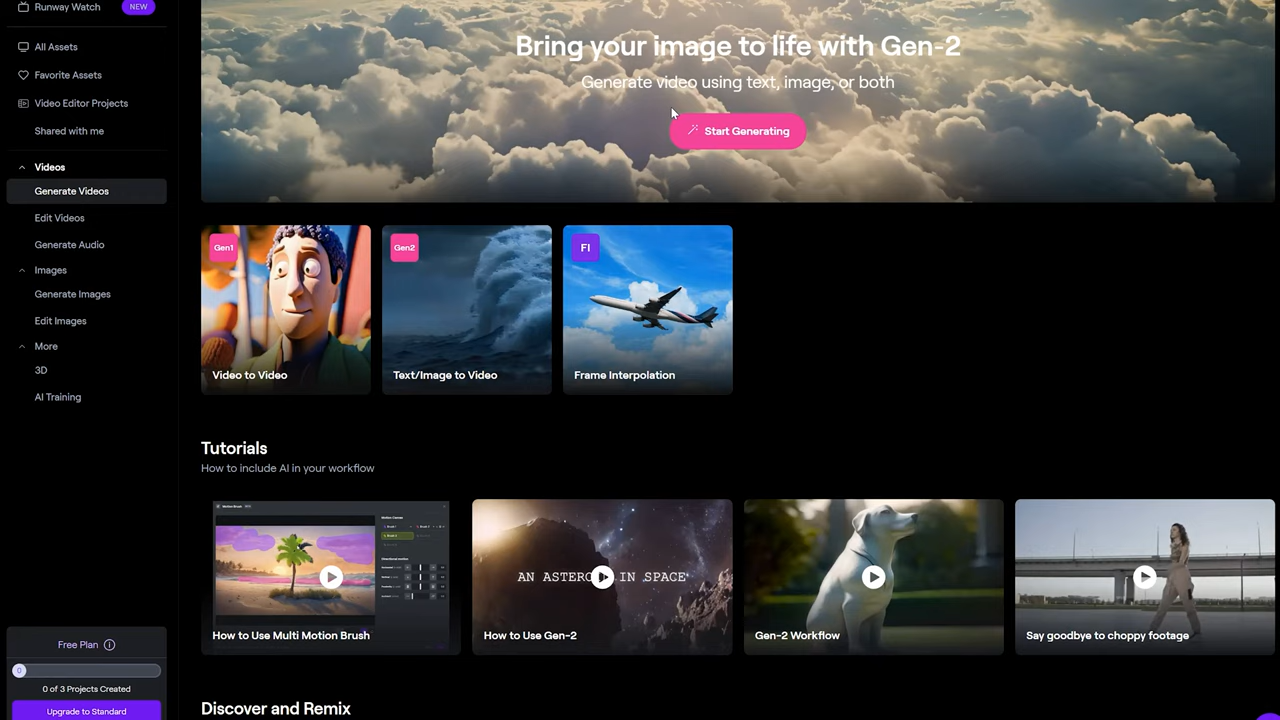 Runway Watch
NEW
All Assets
Favorite Assets
Video Editor Projects
Shared with me
Videos
Generate Videos
Edit Videos
Generate Audio
Images
Generate Images
Edit Images
More
3D
AI Training
Free Plan
0
0 of 3 Projects Created
Upgrade to Standard
Bring your image to life with Gen-2
Generate video using text, image, or both
Start Generating
Gen1
Video to Video
Gen2
Text/Image to Video
FI
Frame Interpolation
Tutorials
How to include AI in your workflow
Motion Brush
Motion Canvas
How to Use Multi Motion Brush
AN ASTERO IN SPACE
How to Use Gen-2
Gen-2 Workflow
Say goodbye to choppy footage
Discover and Remix